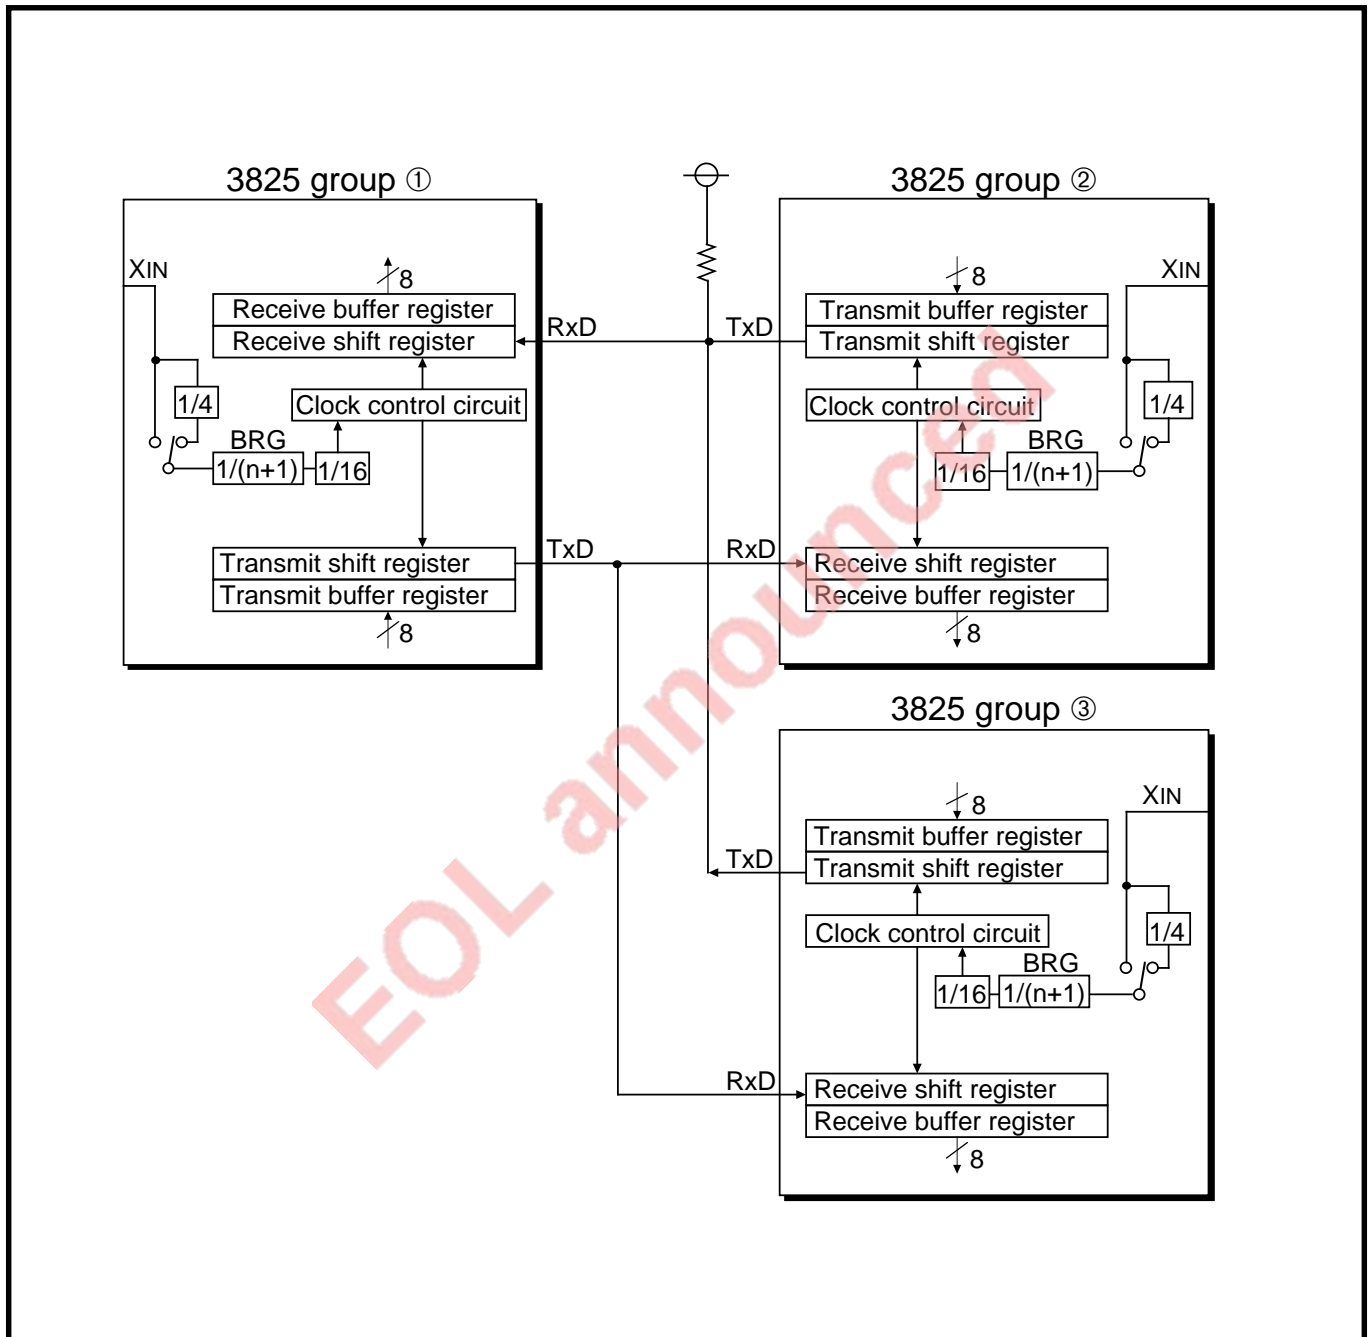 3825 group ①
XIN
8
Receive buffer register
Receive shift register
RxD
1/4
Clock control circuit
BRG
1/(n+1)
1/16
Transmit shift register
TxD
Transmit buffer register
8
3825 group ②
XIN
8
Transmit buffer register
TxD
Transmit shift register
Clock control circuit
1/4
BRG
1/16
1/(n+1)
RxD
Receive shift register
Receive buffer register
8
3825 group ③
XIN
8
Transmit buffer register
TxD
Transmit shift register
Clock control circuit
1/4
BRG
1/16
1/(n+1)
RxD
Receive shift register
Receive buffer register
8
EOL announced